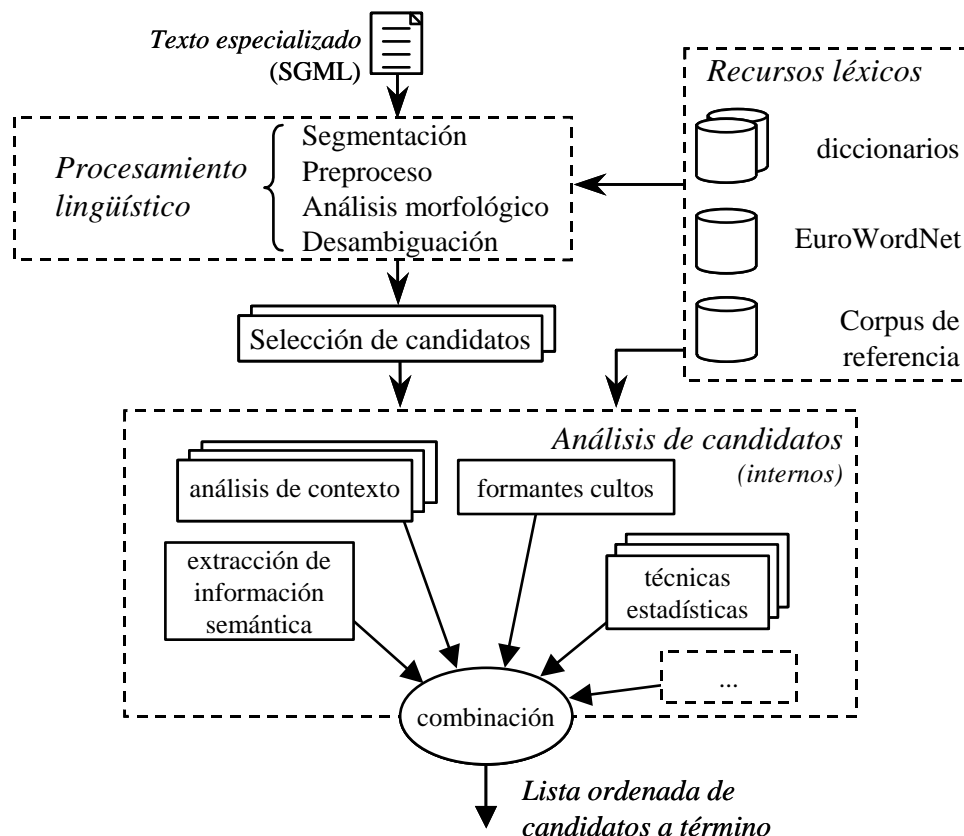 Texto especializado
(SGML)
Recursos léxicos
diccionarios
EuroWordNet
Corpus de
referencia
Procesamiento
lingüístico
Segmentación
Preproceso
Análisis morfológico
Desambiguación
Selección de candidatos
Análisis de candidatos
(internos)
análisis de contexto
formantes cultos
extracción de
información
semántica
técnicas
estadísticas
...
combinación
Lista ordenada de
candidatos a término